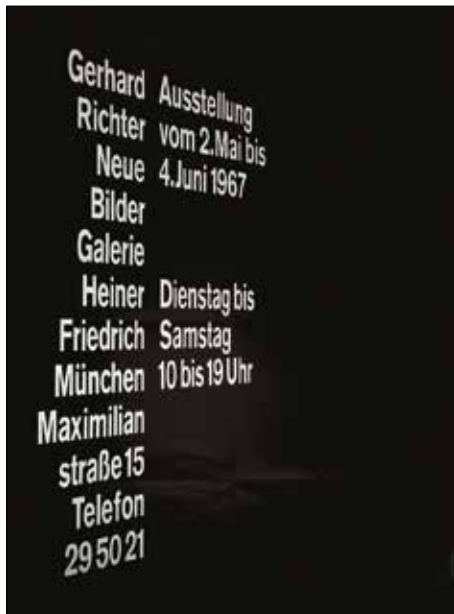 Gerhard
Richter
Neue
Bilder
Galerie
Heiner
Friedrich
München
Maximilian
straße 15
Telefon
29 50 21
Ausstellung
vom 2. Mai bis
4. Juni 1967
Dienstag bis
Samstag
10 bis 19 Uhr